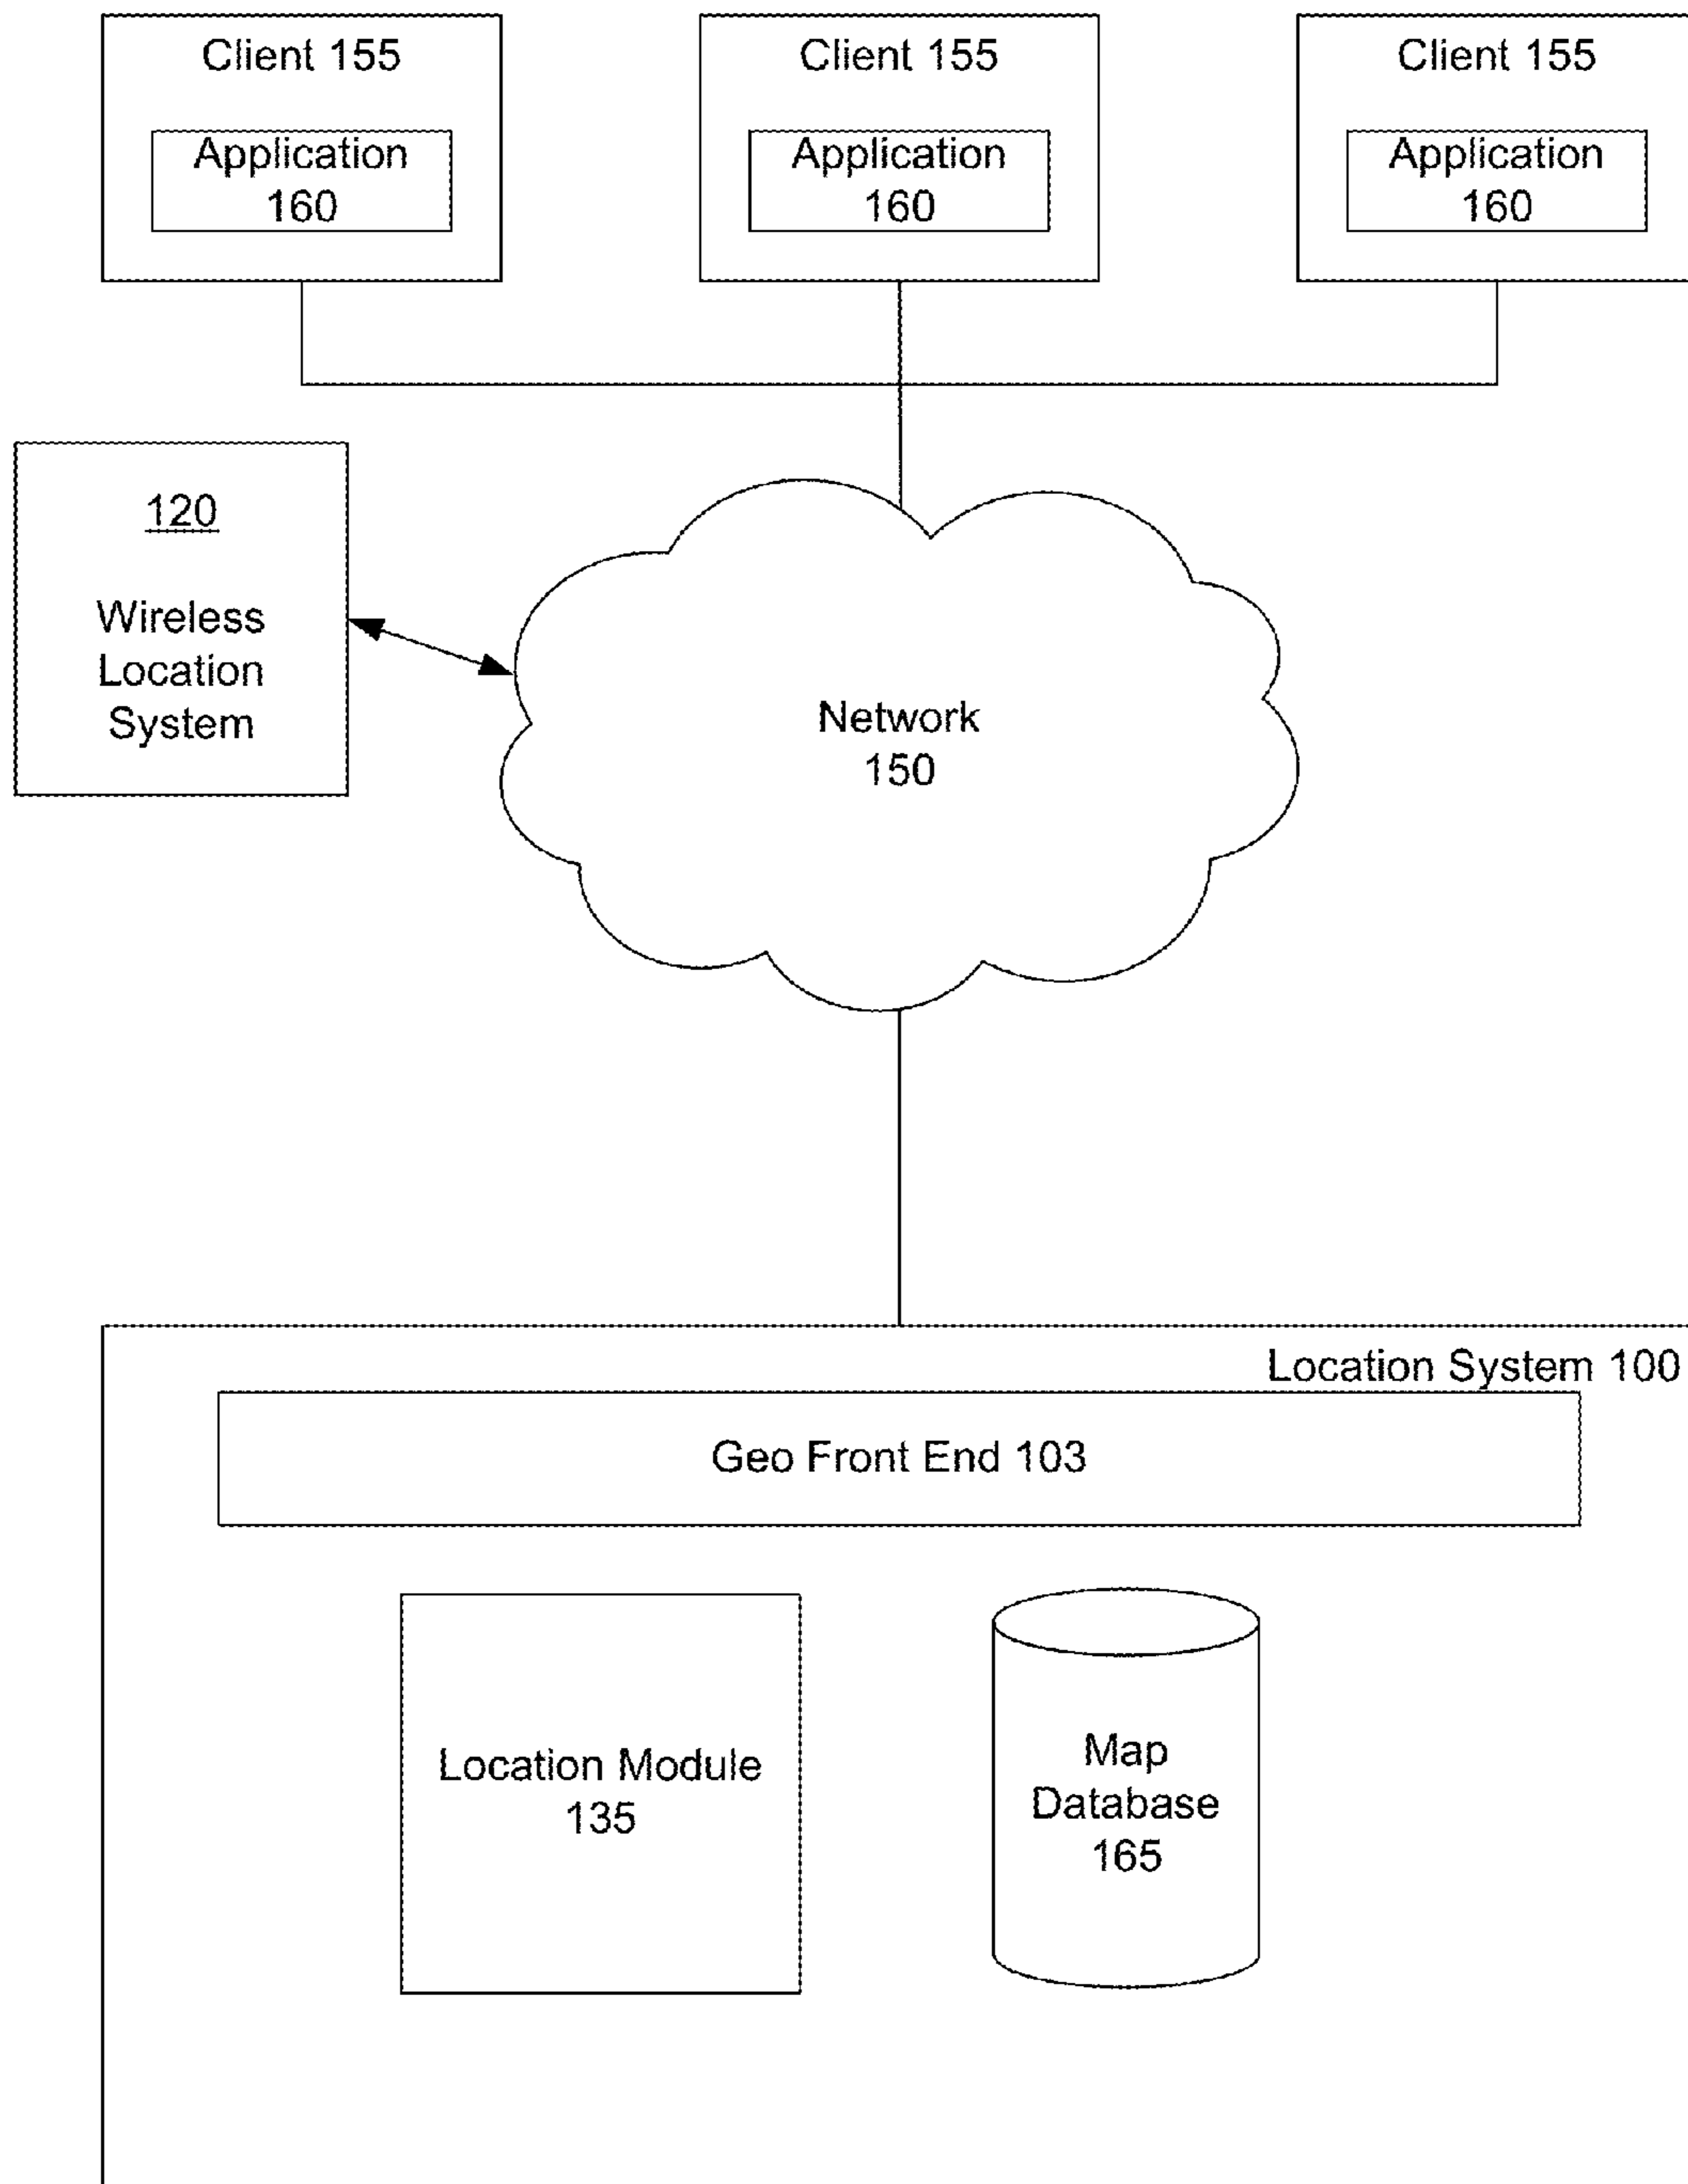 Client 155
Application
160
Client 155
Application
160
Client 155
Application
160
120
Wireless
Location
System
Network
150
Location System 100
Geo Front End 103
Location Module
135
Map
Database
165